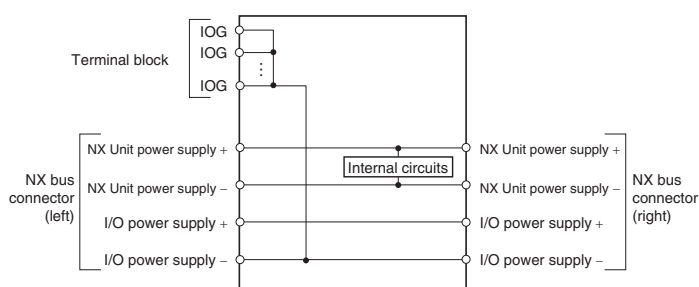 IOG
IOG
Terminal block
⋮
IOG
NX Unit power supply +
NX Unit power supply +
Internal circuits
NX bus
connector
(left)
NX Unit power supply −
NX Unit power supply −
NX bus
connector
(right)
I/O power supply +
I/O power supply +
I/O power supply −
I/O power supply −